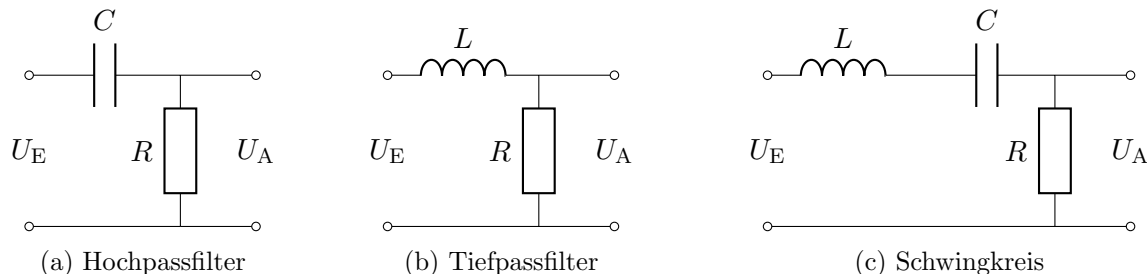 C
U_E R U_A
(a) Hochpassfilter
L
U_E R U_A
(b) Tiefpassfilter
L C
U_E R U_A
(c) Schwingkreis